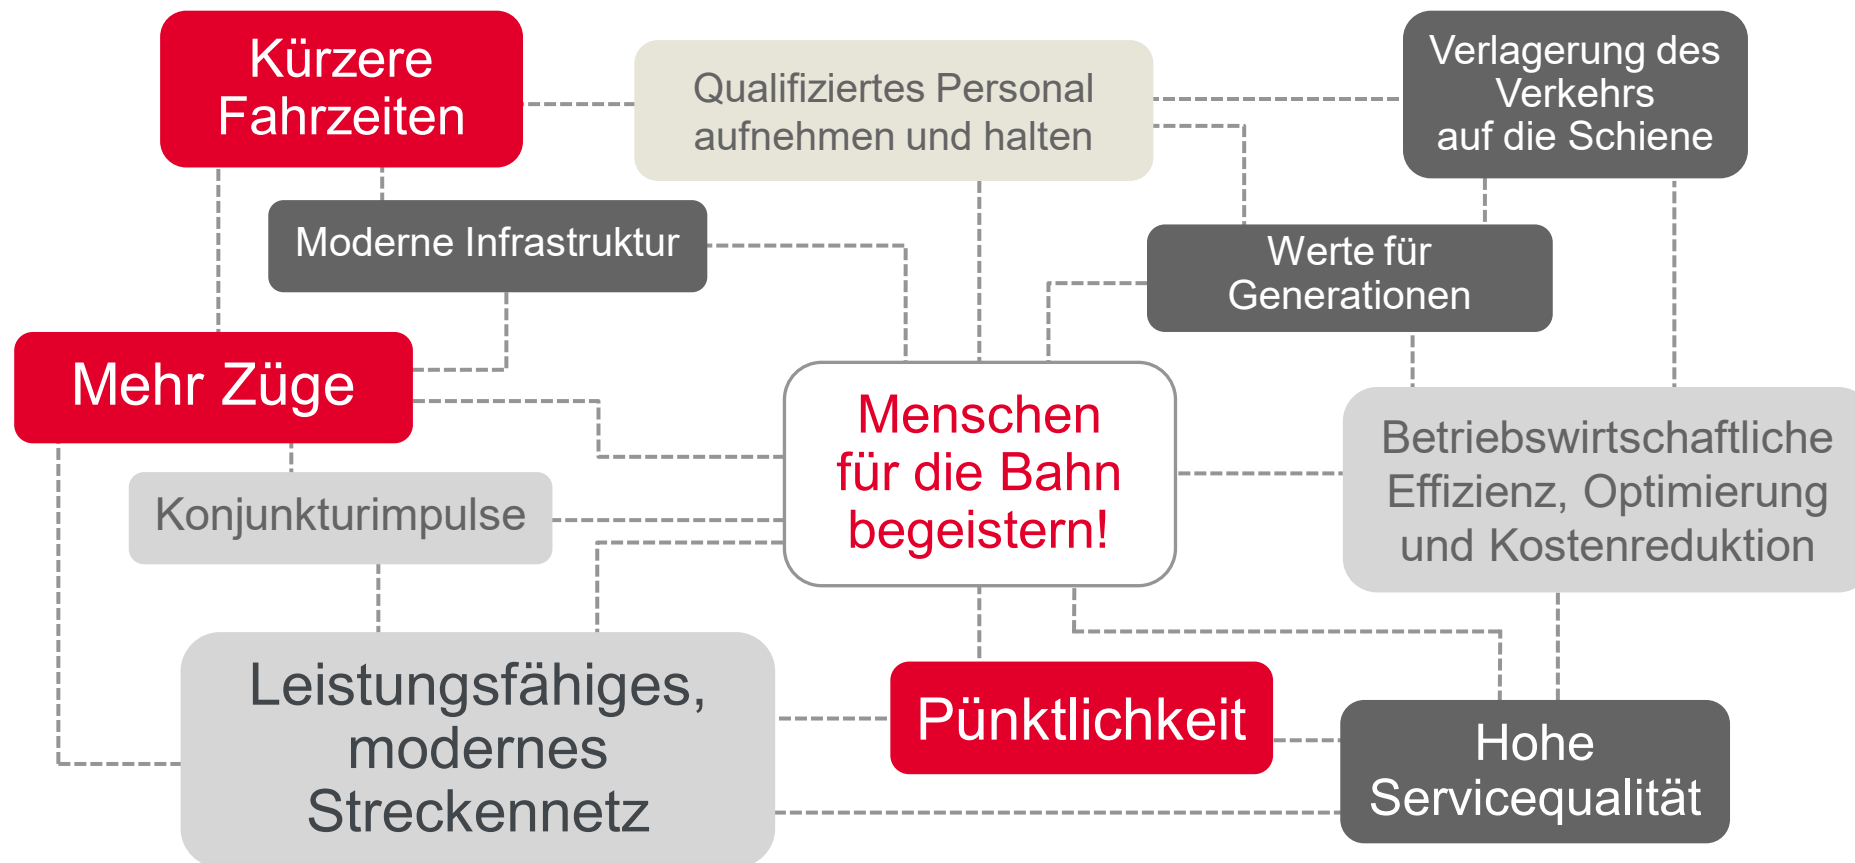 Kürzere
Fahrzeiten
Qualifiziertes Personal
aufnehmen und halten
Verlagerung des
Verkehrs
auf die Schiene
Moderne Infrastruktur
Werte für
Generationen
Mehr Züge
Menschen
für die Bahn
begeistern!
Betriebswirtschaftliche
Effizienz, Optimierung
und Kostenreduktion
Konjunkturimpulse
Leistungsfähiges,
modernes
Streckennetz
Pünktlichkeit
Hohe
Servicequalität